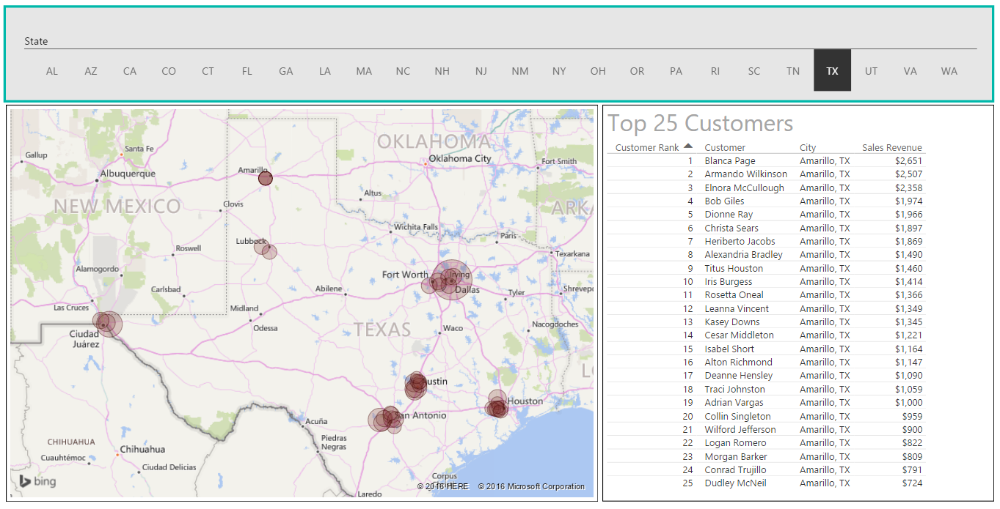 State
AL AZ CA CO CT FL GA LA MA NC NH NJ NM NY OH OR PA RI SC TN TX UT VA WA
OKLAHOMA
Santa Fe
Gallup
Oklahoma City
Fort Smith
Amarillo
Albuquerque
Altus
NEW MEXICO
Clovis
ARKA
Wichita Falls
Paris
Lubbock
Roswell
Texarkana
Alamogordo
Fort Worth
Irving
Carlsbad
Abilene
Dallas
Tyler
Shrevepo
Las Cruces
Midland
Nacogdoches
Odessa
TEXAS
Waco
Ciudad
Juárez
L
Austin
Houston
San Antonio
Acuña
Piedras
Negras
CHIHUAHUA
Chihuahua
Cuauhtémoc
Ciudad Delicias
Corpus
bing
© 2016 HERE © 2016 Microsoft Corporation
Laredo
Top 25 Customers
Customer Rank Customer City Sales Revenue
1 Blanca Page Amarillo, TX $2,651
2 Armando Wilkinson Amarillo, TX $2,507
3 Elnora McCullough Amarillo, TX $2,358
4 Bob Giles Amarillo, TX $1,974
5 Dionne Ray Amarillo, TX $1,966
6 Christa Sears Amarillo, TX $1,897
7 Heriberto Jacobs Amarillo, TX $1,869
8 Alexandria Bradley Amarillo, TX $1,490
9 Titus Houston Amarillo, TX $1,460
10 Iris Burgess Amarillo, TX $1,414
11 Rosetta Oneal Amarillo, TX $1,366
12 Leanna Vincent Amarillo, TX $1,349
13 Kasey Downs Amarillo, TX $1,345
14 Cesar Middleton Amarillo, TX $1,221
15 Isabel Short Amarillo, TX $1,164
16 Alton Richmond Amarillo, TX $1,147
17 Deanne Hensley Amarillo, TX $1,090
18 Traci Johnston Amarillo, TX $1,059
19 Adrian Vargas Amarillo, TX $1,000
20 Collin Singleton Amarillo, TX $959
21 Wilford Jefferson Amarillo, TX $900
22 Logan Romero Amarillo, TX $822
23 Morgan Barker Amarillo, TX $809
24 Conrad Trujillo Amarillo, TX $791
25 Dudley McNeil Amarillo, TX $724